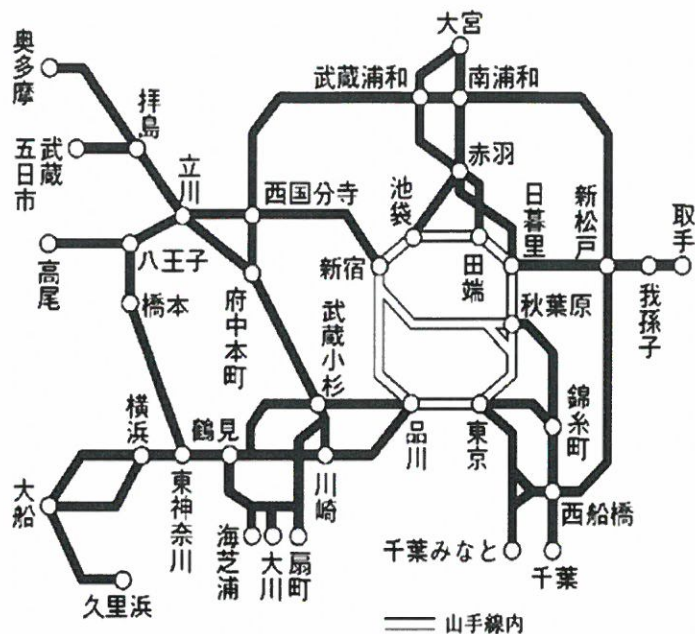 大宮
奥多摩
武蔵浦和
南浦和
拝島
武蔵五日市
立川
西国分寺
赤羽
池袋
日暮里
新松戸
取手
高尾
八王子
新宿
田端
我孫子
橋本
府中本町
武蔵小杉
秋葉原
錦糸町
横浜
鶴見
品川
東京
大船
東神奈川
川崎
西船橋
海芝浦
大川
扇町
千葉みなと
千葉
久里浜
山手線内